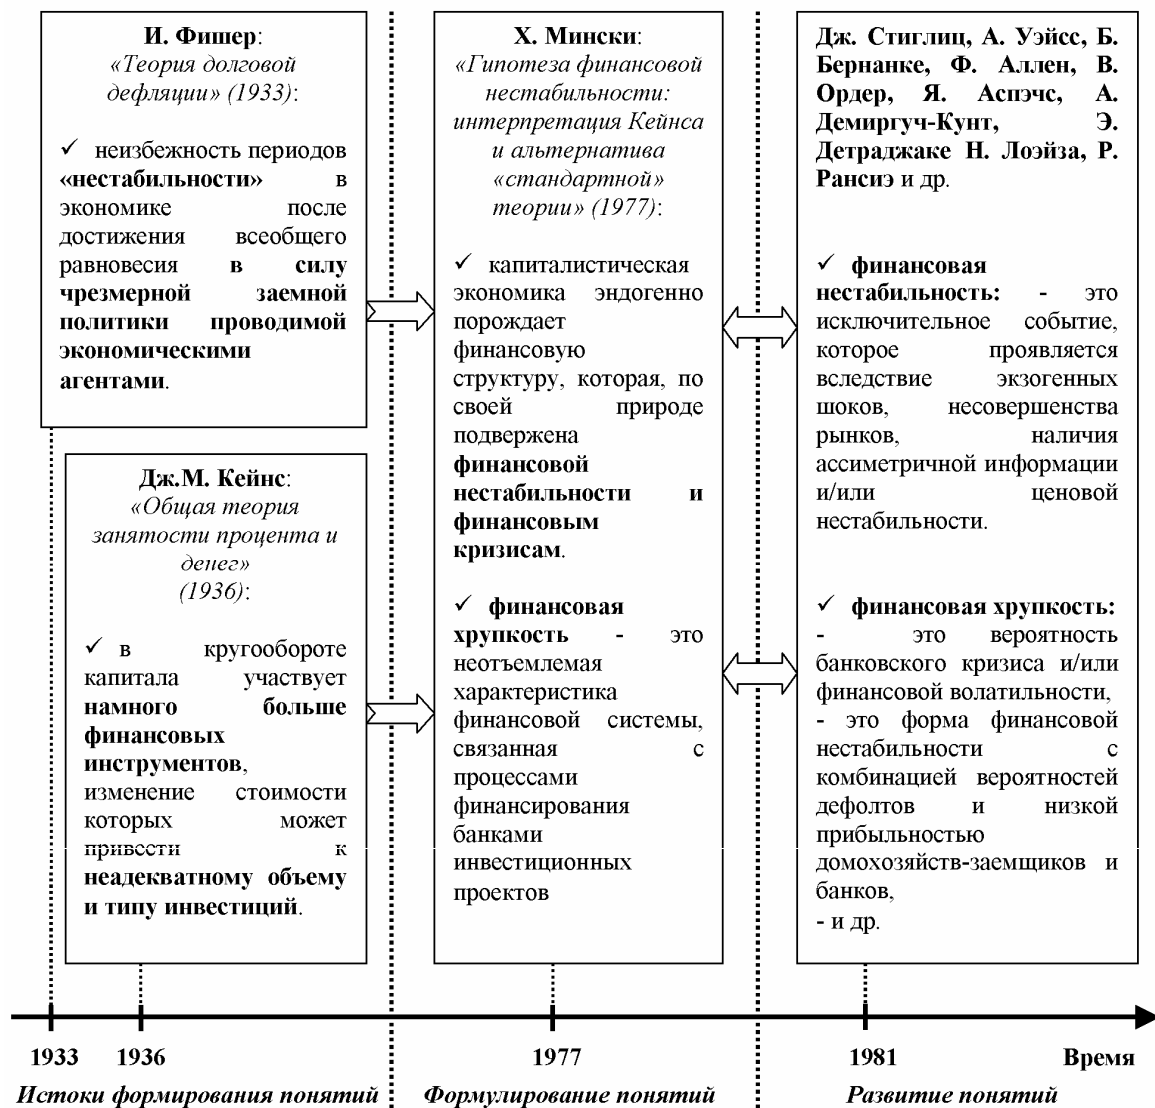 И. Фишер:
«Теория долговой
дефляции» (1933):
✓ неизбежность периодов
«нестабильности» в
экономике после
достижения всеобщего
равновесия в силу
чрезмерной заемной
политики проводимой
экономическими
агентами.
Дж.М. Кейнс:
«Общая теория
занятости процента и
денег»
(1936):
✓ в кругообороте
капитала участвует
намного больше
финансовых
инструментов,
изменение стоимости
которых может
привести к
неадекватному объему
и типу инвестиций.
Х. Мински:
«Гипотеза финансовой
нестабильности:
интерпретация Кейнса
и альтернатива
«стандартной»
теории» (1977):
✓ капиталистическая
экономика эндогенно
порождает
финансовую
структуру, которая, по
своей природе
подвержена
финансовой
нестабильности и
финансовым
кризисам.
✓ финансовая
хрупкость - это
неотъемлемая
характеристика
финансовой системы,
связанная с
процессами
финансирования
банками
инвестиционных
проектов
Дж. Стиглиц, А. Уэйсс, Б.
Бернанке, Ф. Аллен, В.
Ордер, Я. Аспэчс, А.
Демиргуч-Кунт, Э.
Детраджаке Н. Лоэйза, Р.
Рансиэ и др.
✓ финансовая
нестабильность: - это
исключительное событие,
которое проявляется
вследствие экзогенных
шоков, несовершенства
рынков, наличия
ассиметричной информации
и/или ценовой
нестабильности.
✓ финансовая хрупкость:
- это вероятность
банковского кризиса и/или
финансовой волатильности,
- это форма финансовой
нестабильности с
комбинацией вероятностей
дефолтов и низкой
прибыльностью
домохозяйств-заемщиков и
банков,
- и др.
1933 1936 1977 1981 Время
Истоки формирования понятий Формулирование понятий Развитие понятий